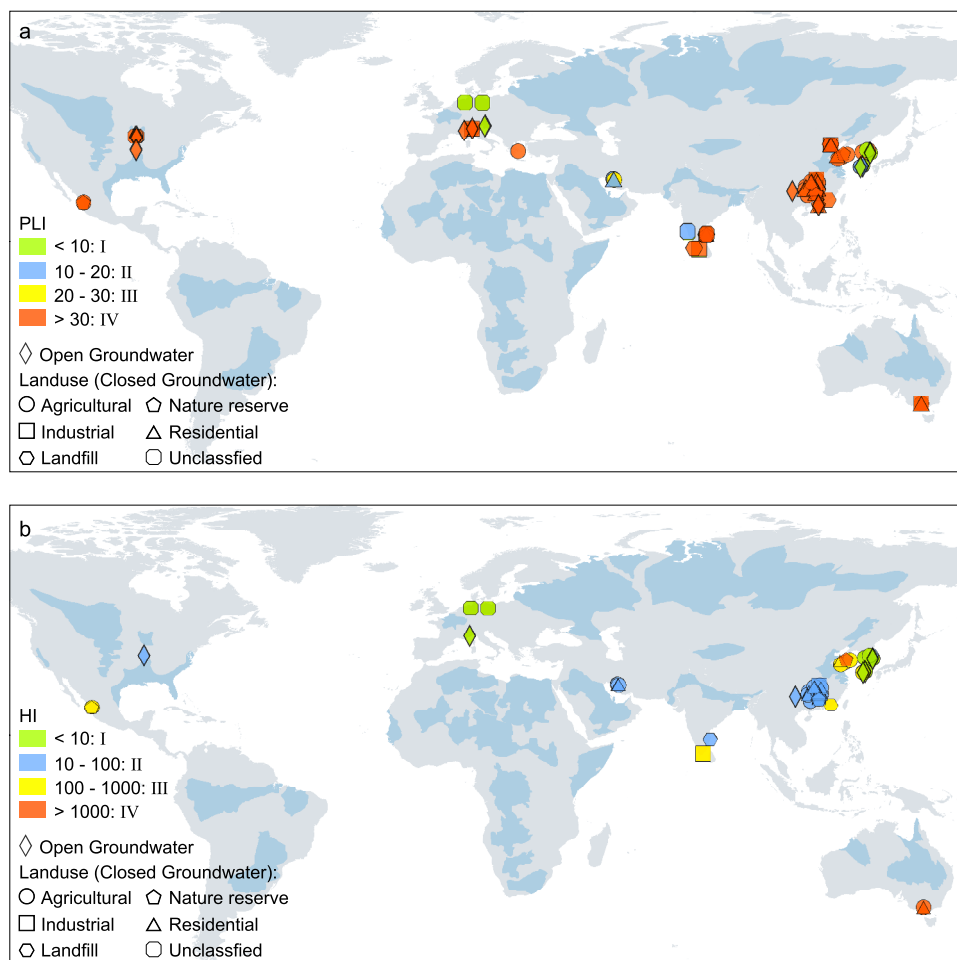 a
PLI
< 10: I
10 - 20: II
20 - 30: III
> 30: IV
Open Groundwater
Landuse (Closed Groundwater):
Agricultural Nature reserve
Industrial Residential
Landfill Unclassfied
b
HI
< 10: I
10 - 100: II
100 - 1000: III
> 1000: IV
Open Groundwater
Landuse (Closed Groundwater):
Agricultural Nature reserve
Industrial Residential
Landfill Unclassfied